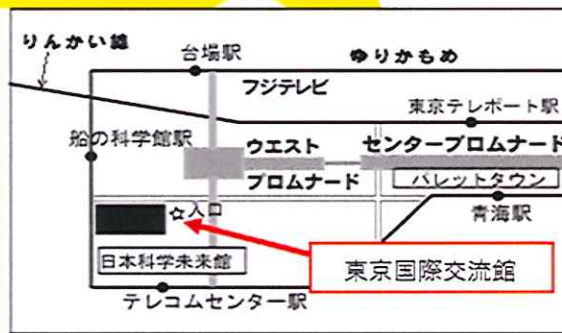 りんかい線
台場駅
ゆりかもめ
フジテレビ
東京テレポート駅
船の科学館駅
ウエスト
プロムナード
センタープロムナード
パレットタウン
青海駅
☆入口
日本科学未来館
東京国際交流館
テレコムセンター駅